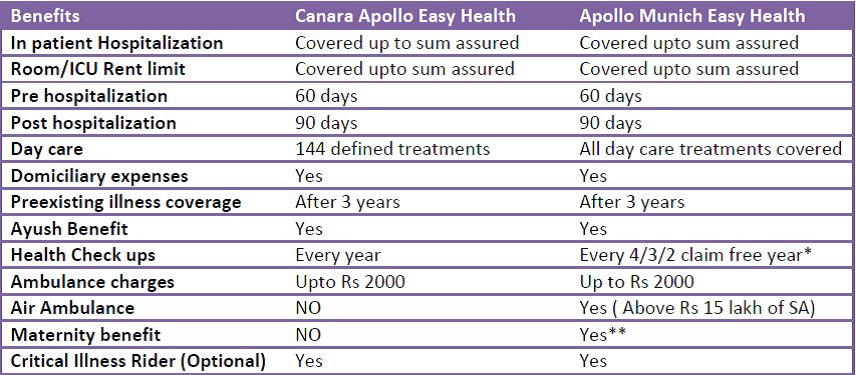 Benefits Canara Apollo Easy Health Apollo Munich Easy Health
In patient Hospitalization Covered up to sum assured Covered upto sum assured
Room/ICU Rent limit Covered upto sum assured Covered upto sum assured
Pre hospitalization 60 days 60 days
Post hospitalization 90 days 90 days
Day care 144 defined treatments All day care treatments covered
Domiciliary expenses Yes Yes
Preexisting illness coverage After 3 years After 3 years
Ayush Benefit Yes Yes
Health Check ups Every year Every 4/3/2 claim free year*
Ambulance charges Upto Rs 2000 Up to Rs 2000
Air Ambulance NO Yes ( Above Rs 15 lakh of SA)
Maternity benefit NO Yes**
Critical Illness Rider (Optional) Yes Yes